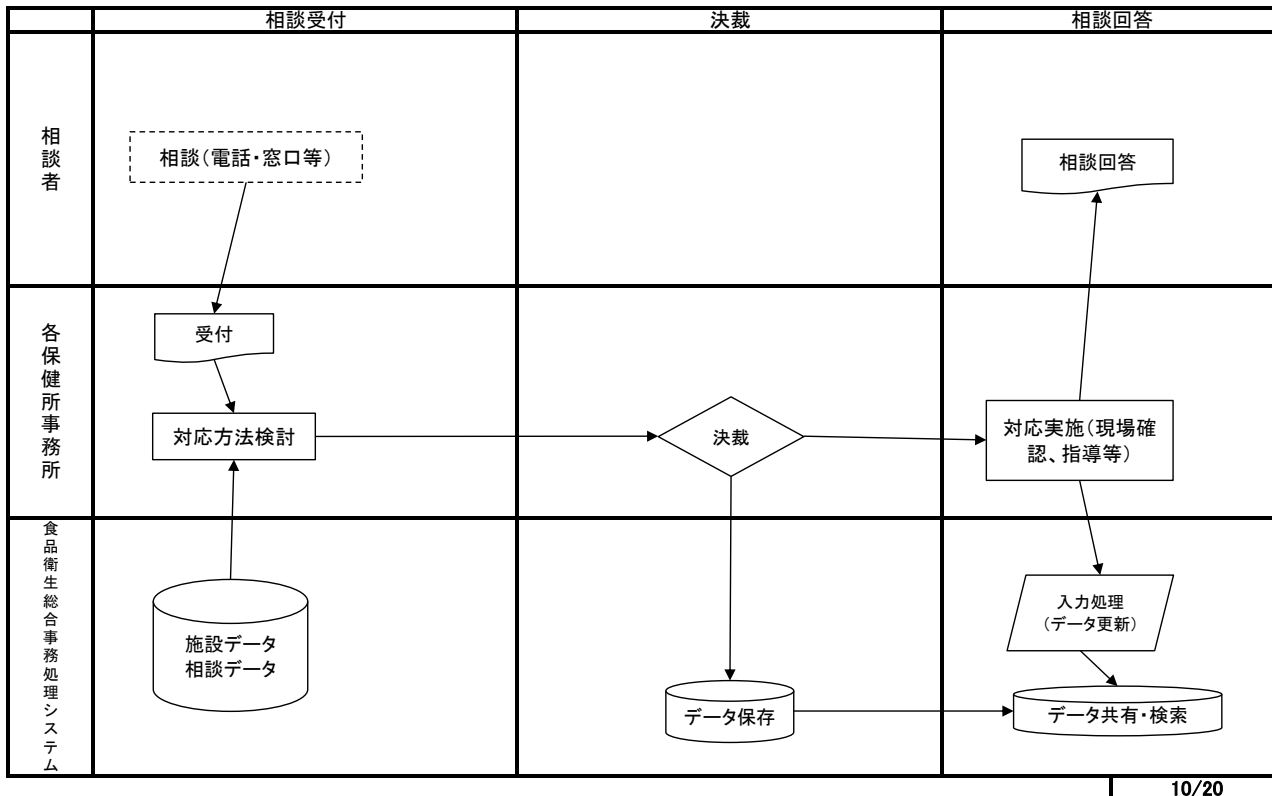 相談受付
決裁
相談回答
相談者
相談(電話・窓口等)
相談回答
各保健所事務所
受付
対応方法検討
決裁
対応実施(現場確
認、指導等)
食品衛生総合事務処理システム
施設データ
相談データ
データ保存
入力処理
(データ更新)
データ共有・検索
10/20